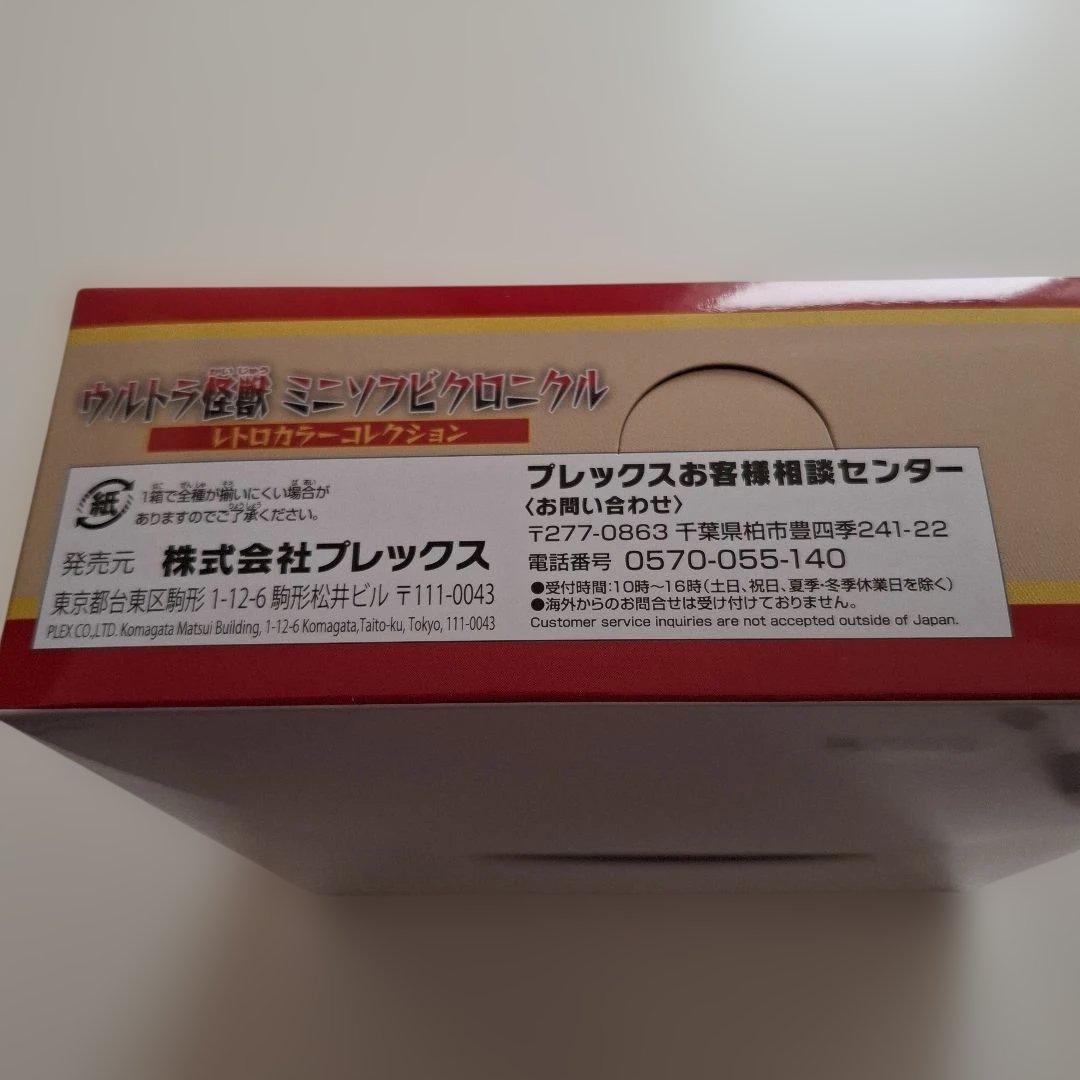 ウルトラ怪獣 ミニソフビクロニクル
レトロカラーコレクション
紙
1箱で全種が揃いにくい場合が
ありますのでご了承ください。
発売元 株式会社プレックス
東京都台東区駒形 1-12-6 駒形松井ビル 〒111-0043
PLEX CO.,LTD. Komagata Matsui Building, 1-12-6 Komagata,Taito-ku, Tokyo, 111-0043
プレックスお客様相談センター
〈お問い合わせ〉
〒277-0863 千葉県柏市豊四季241-22
電話番号 0570-055-140
●受付時間:10時〜16時(土日、祝日、夏季・冬季休業日を除く)
●海外からのお問合せは受け付けておりません。
Customer service inquiries are not accepted outside of Japan.